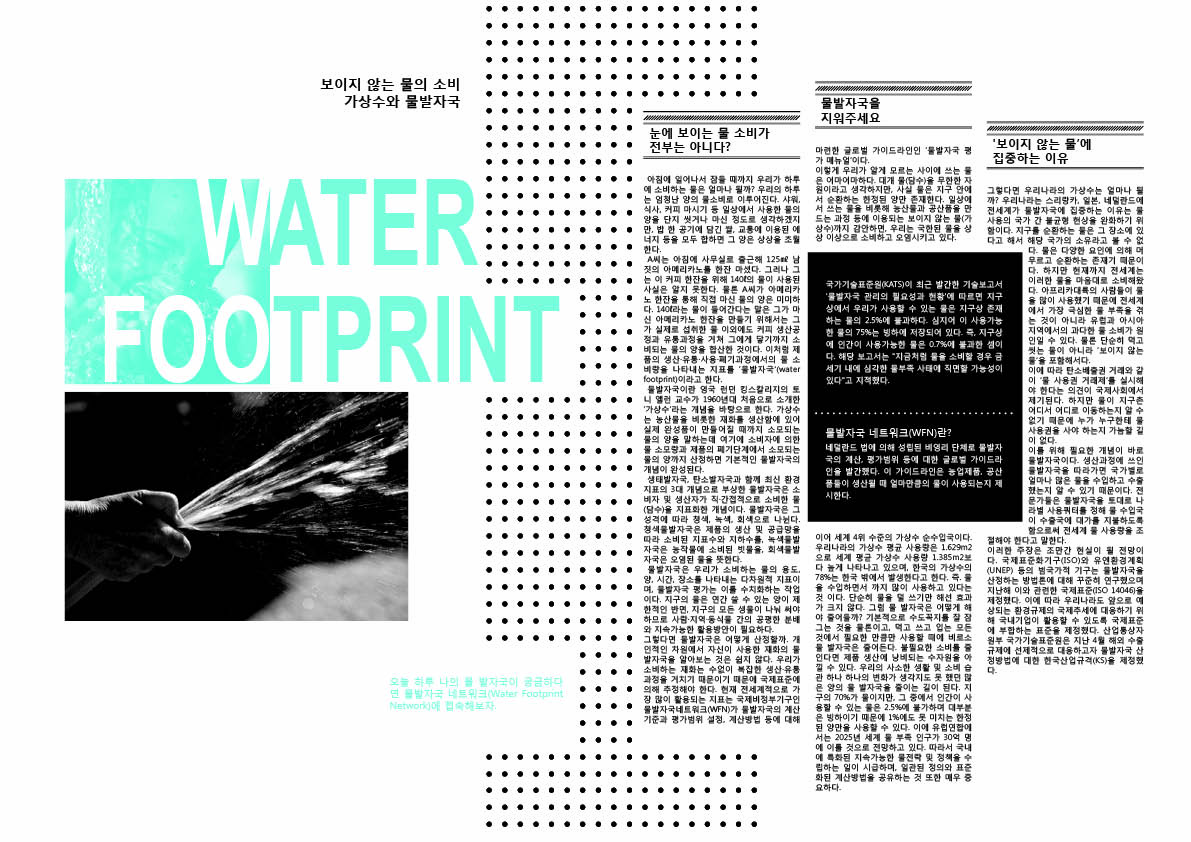 보이지 않는 물의 소비
가상수와 물발자국
WATER
FOOTPRINT
오늘 하루 나의 물 발자국이 궁금하다
면 물발자국 네트워크(Water Footprint
Network)에 접속해보자.
눈에 보이는 물 소비가
전부는 아니다?
아침에 일어나서 잠들 때까지 우리가 하루
에 소비하는 물은 얼마나 될까? 우리의 하루
는 엄청난 양의 물소비로 이루어진다. 샤워,
식사, 커피 마시기 등 일상에서 사용한 물의
양을 단지 씻거나 마신 정도로 생각하겠지
만, 밥 한 공기에 담긴 쌀, 교통에 이용된 에
너지 등을 모두 합하면 그 양은 상상을 초월
한다.
A씨는 아침에 사무실로 출근해 125㎖ 남
짓의 아메리카노를 한잔 마셨다. 그러나 그
는 이 커피 한잔을 위해 140ℓ의 물이 사용된
사실은 알지 못한다. 물론 A씨가 아메리카
노 한잔을 통해 직접 마신 물의 양은 미미하
다. 140ℓ라는 물이 들어간다는 말은 그가 마
신 아메리카노 한잔을 만들기 위해서는 그
가 실제로 섭취한 물 이외에도 커피 생산공
정과 유통과정을 거쳐 그에게 닿기까지 소
비되는 물의 양을 합산한 것이다. 이처럼 제
품의 생산·유통·사용·폐기과정에서의 물 소
비량을 나타내는 지표를 '물발자국'(water
footprint)이라고 한다.
물발자국이란 영국 런던 킹스칼리지의 토
니 앨런 교수가 1960년대 처음으로 소개한
'가상수'라는 개념을 바탕으로 한다. 가상수
는 농산물을 비롯한 재화를 생산함에 있어
실제 완성품이 만들어질 때까지 소모되는
물의 양을 말하는데 여기에 소비자에 의한
물 소모량과 제품의 폐기단계에서 소모되는
물의 양까지 산정하면 기본적인 물발자국의
개념이 완성된다.
생태발자국, 탄소발자국과 함께 최신 환경
지표의 3대 개념으로 부상한 물발자국은 소
비자 및 생산자가 직·간접적으로 소비한 물
(담수)을 지표화한 개념이다. 물발자국은 그
성격에 따라 청색, 녹색, 회색으로 나뉜다.
청색물발자국은 제품의 생산 및 공급망을
따라 소비된 지표수와 지하수를, 녹색물발
자국은 농작물에 소비된 빗물을, 회색물발
자국은 오염된 물을 뜻한다.
물발자국은 우리가 소비하는 물의 용도,
양, 시간, 장소를 나타내는 다차원적 지표이
며, 물발자국 평가는 이를 수치화하는 작업
이다. 지구의 물은 연간 쓸 수 있는 양이 제
한적인 반면, 지구의 모든 생물이 나눠 써야
하므로 사람·지역·동식물 간의 공평한 분배
와 지속가능한 활용방안이 필요하다.
그렇다면 물발자국은 어떻게 산정할까. 개
인적인 차원에서 자신이 사용한 재화의 물
발자국을 알아보는 것은 쉽지 않다. 우리가
소비하는 재화는 수없이 복잡한 생산·유통
과정을 거치기 때문이기 때문에 국제표준에
의해 추정해야 한다. 현재 전세계적으로 가
장 많이 활용되는 지표는 국제비정부기구인
물발자국네트워크(WFN)가 물발자국의 계산
기준과 평가범위 설정, 계산방법 등에 대해
물발자국을
지워주세요
마련한 글로벌 가이드라인인 '물발자국 평
가 매뉴얼'이다.
이렇게 우리가 알게 모르는 사이에 쓰는 물
은 어마어마하다. 대개 물(담수)을 무한한 자
원이라고 생각하지만, 사실 물은 지구 안에
서 순환하는 한정된 양만 존재한다. 일상에
서 쓰는 물을 비롯해 농산물과 공산품을 만
드는 과정 등에 이용되는 보이지 않는 물(가
상수)까지 감안하면, 우리는 국한된 물을 상
상 이상으로 소비하고 오염시키고 있다.
국가기술표준원(KATS)이 최근 발간한 기술보고서
'물발자국 관리의 필요성과 현황'에 따르면 지구
상에서 우리가 사용할 수 있는 물은 지구상 존재
하는 물의 2.5%에 불과하다. 심지어 이 사용가능
한 물의 75%는 빙하에 저장되어 있다. 즉, 지구상
에 인간이 사용가능한 물은 0.7%에 불과한 셈이
다. 해당 보고서는 "지금처럼 물을 소비할 경우 금
세기 내에 심각한 물부족 사태에 직면할 가능성이
있다"고 지적했다.
물발자국 네트워크(WFN)란?
네덜란드 법에 의해 성립된 비영리 단체로 물발자
국의 계산, 평가범위 등에 대한 글로벌 가이드라
인을 발간했다. 이 가이드라인은 농업제품, 공산
품들이 생산될 때 얼마만큼의 물이 사용되는지 제
시한다.
이어 세계 4위 수준의 가상수 순수입국이다.
우리나라의 가상수 평균 사용량은 1.629m2
으로 세계 평균 가상수 사용량 1.385m2보
다 높게 나타나고 있으며, 한국의 가상수의
78%는 한국 밖에서 발생한다고 한다. 즉, 물
을 수입하면서 까지 많이 사용하고 있다는
것 이다. 단순히 물을 덜 쓰기만 해선 효과
가 크지 않다. 그럼 물 발자국은 어떻게 해
야 줄어들까? 기본적으로 수도꼭지를 잘 잠
그는 것을 물론이고, 먹고 쓰고 입는 모든
것에서 필요한 만큼만 사용할 때에 비로소
물 발자국은 줄어든다. 불필요한 소비를 줄
인다면 제품 생산에 낭비되는 수자원을 아
낄 수 있다. 우리의 사소한 생활 및 소비 습
관 하나 하나의 변화가 생각지도 못 했던 많
은 양의 물 발자국을 줄이는 길이 된다. 지
구의 70%가 물이지만, 그 중에서 인간이 사
용할 수 있는 물은 2.5%에 불가하며 대부분
은 빙하이기 때문에 1%에도 못 미치는 한정
된 양만을 사용할 수 있다. 이에 유럽연합에
서는 2025년 세계 물 부족 인구가 30억 명
에 이를 것으로 전망하고 있다. 따라서 국내
에 특화된 지속가능한 물전략 및 정책을 수
립하는 일이 시급하며, 일관된 정의와 표준
화된 계산방법을 공유하는 것 또한 매우 중
요하다.
'보이지 않는 물'에
집중하는 이유
그렇다면 우리나라의 가상수는 얼마나 될
까? 우리나라는 스리랑카, 일본, 네덜란드에
전세계가 물발자국에 집중하는 이유는 물
사용의 국가 간 불균형 현상을 완화하기 위
함이다. 지구를 순환하는 물은 그 장소에 있
다고 해서 해당 국가의 소유라고 볼 수 없
다. 물은 다양한 요인에 의해 머
무르고 순환하는 존재기 때문이
다. 하지만 현재까지 전세계는
이러한 물을 마음대로 소비해왔
다. 아프리카대륙의 사람들이 물
을 많이 사용했기 때문에 전세계
에서 가장 극심한 물 부족을 겪
는 것이 아니라 유럽과 아시아
지역에서의 과다한 물 소비가 원
인일 수 있다. 물론 단순히 먹고
씻는 물이 아니라 '보이지 않는
물'을 포함해서다.
이에 따라 탄소배출권 거래와 같
이 '물 사용권 거래제'를 실시해
야 한다는 의견이 국제사회에서
제기된다. 하지만 물이 지구촌
어디서 어디로 이동하는지 알 수
없기 때문에 누가 누구한테 물
사용권을 사야 하는지 가늠할 길
이 없다.
이를 위해 필요한 개념이 바로
물발자국이다. 생산과정에 쓰인
물발자국을 따라가면 국가별로
얼마나 많은 물을 수입하고 수출
했는지 알 수 있기 때문이다. 전
문가들은 물발자국을 토대로 나
라별 사용쿼터를 정해 물 수입국
이 수출국에 대가를 지불하도록
함으로써 전세계 물 사용량을 조
절해야 한다고 말한다.
이러한 주장은 조만간 현실이 될 전망이
다. 국제표준화기구(ISO)와 유엔환경계획
(UNEP) 등의 범국가적 기구는 물발자국을
산정하는 방법론에 대해 꾸준히 연구했으며
지난해 이와 관련한 국제표준(ISO 14046)을
제정했다. 이에 따라 우리나라도 앞으로 예
상되는 환경규제의 국제추세에 대응하기 위
해 국내기업이 활용할 수 있도록 국제표준
에 부합하는 표준을 제정했다. 산업통상자
원부 국가기술표준원은 지난 4월 해외 수출
규제에 선제적으로 대응하고자 물발자국 산
정방법에 대한 한국산업규격(KS)을 제정했
다.